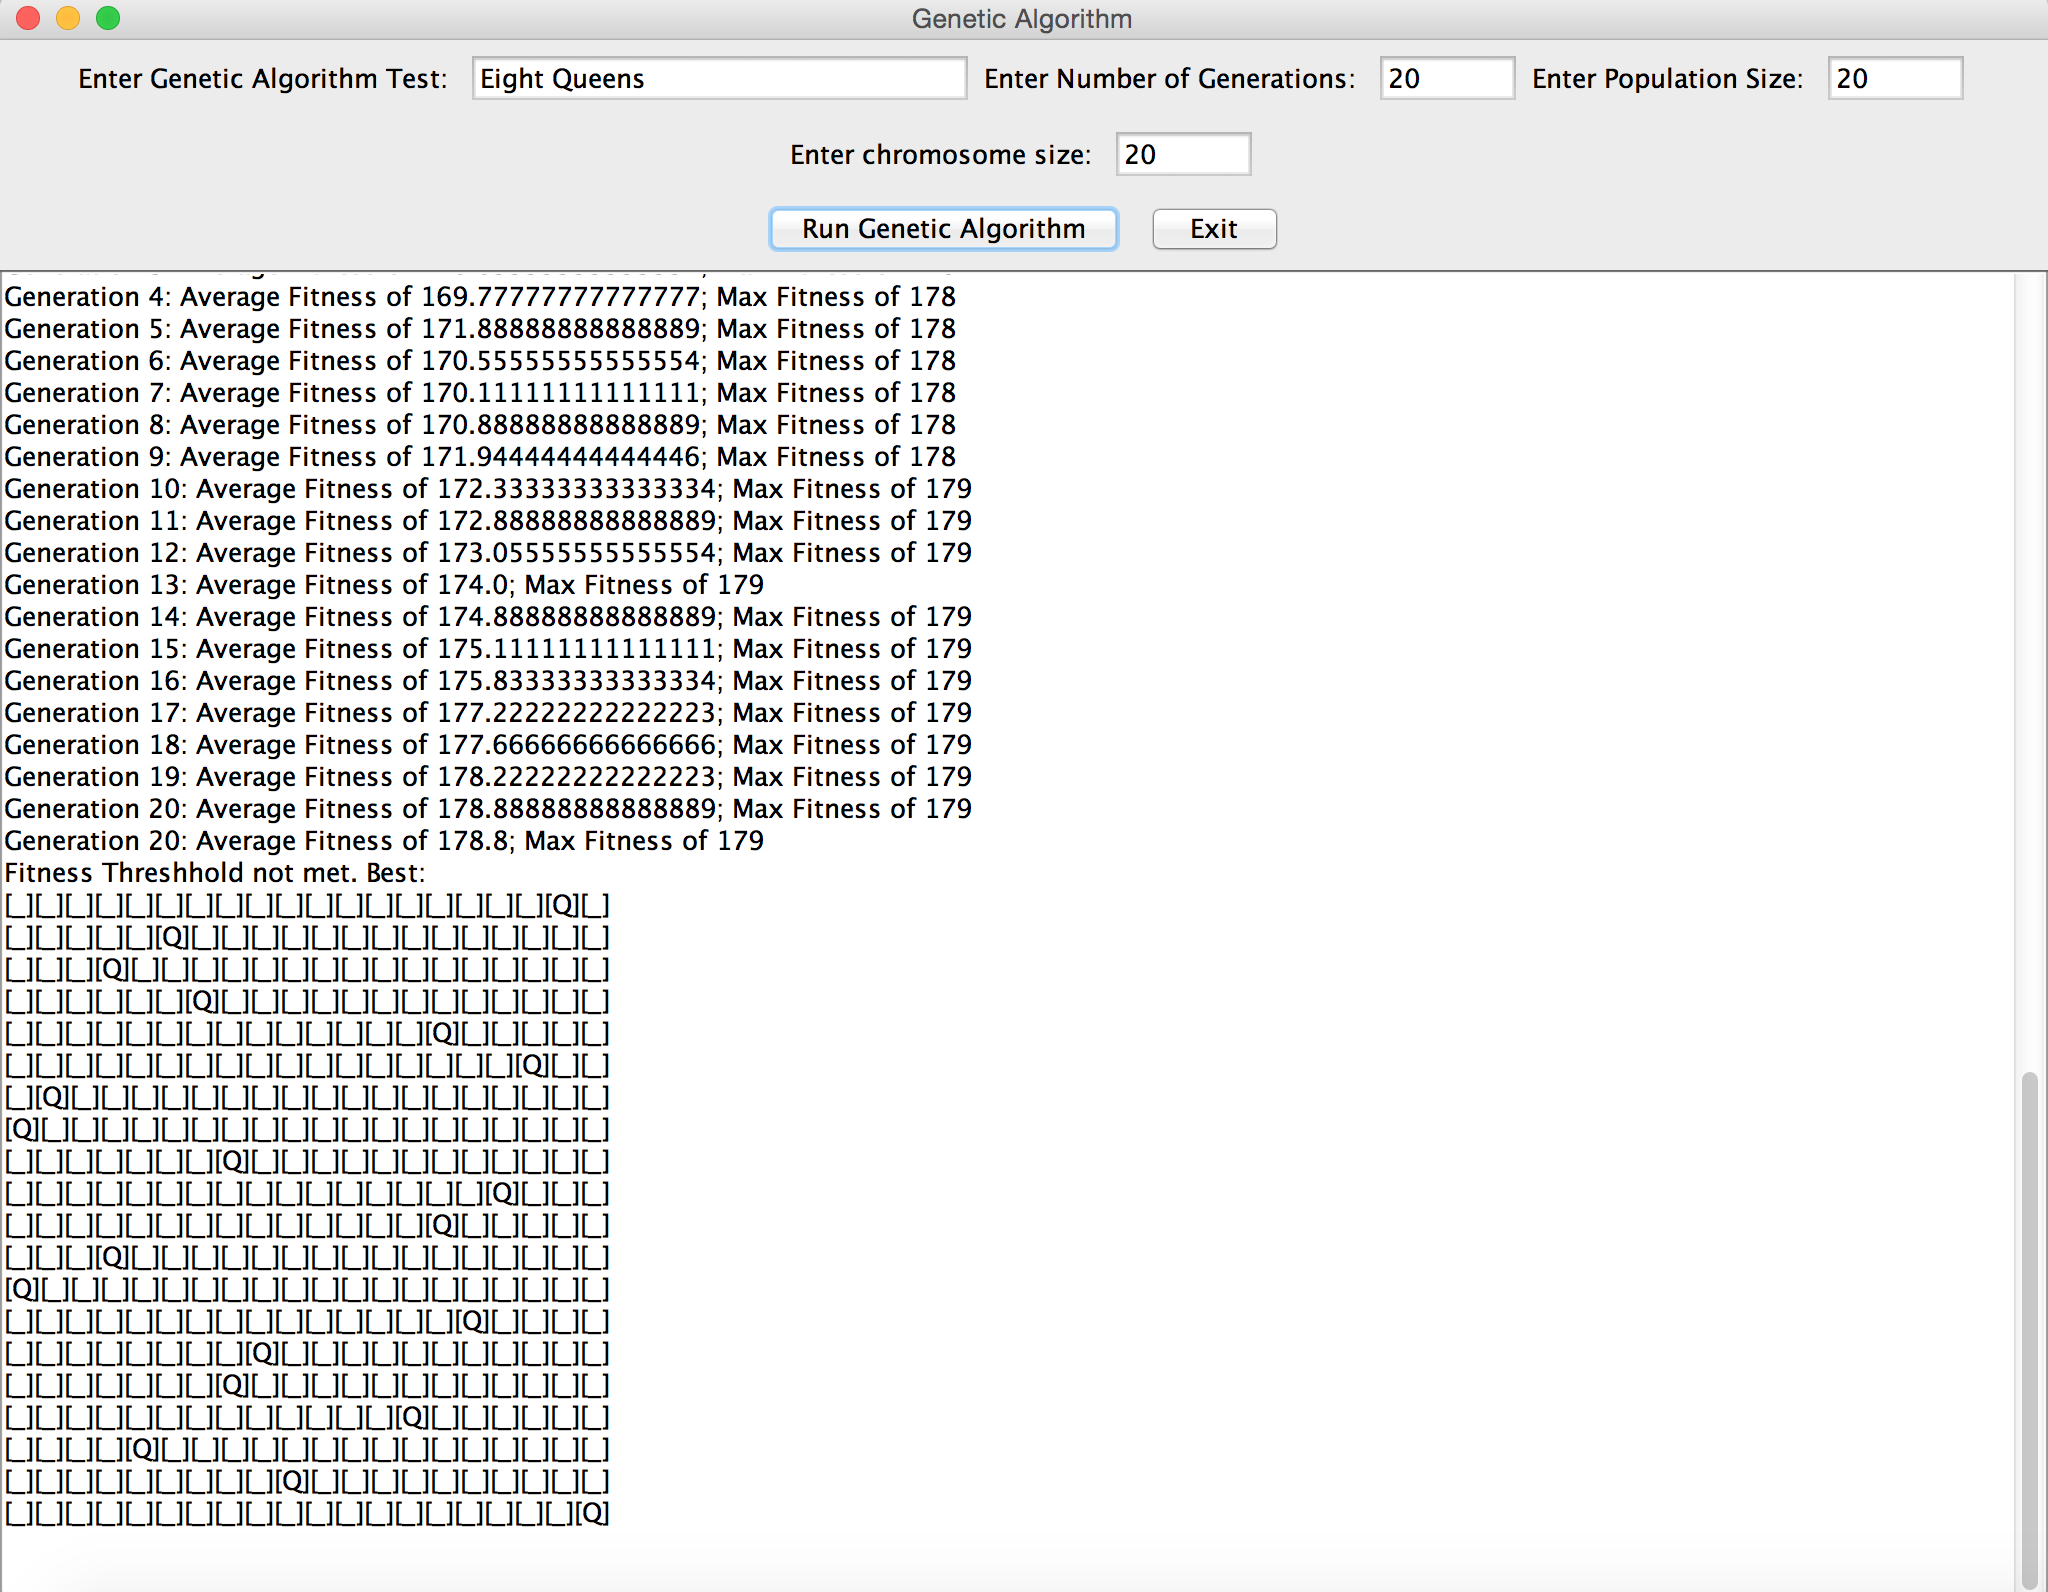 Genetic Algorithm
Enter Genetic Algorithm Test: Eight Queens Enter Number of Generations: 20 Enter Population Size: 20
Enter chromosome size: 20
Run Genetic Algorithm Exit
Generation 4: Average Fitness of 169.77777777777777; Max Fitness of 178
Generation 5: Average Fitness of 171.88888888888889; Max Fitness of 178
Generation 6: Average Fitness of 170.55555555555554; Max Fitness of 178
Generation 7: Average Fitness of 170.11111111111111; Max Fitness of 178
Generation 8: Average Fitness of 170.88888888888889; Max Fitness of 178
Generation 9: Average Fitness of 171.94444444444446; Max Fitness of 178
Generation 10: Average Fitness of 172.33333333333334; Max Fitness of 179
Generation 11: Average Fitness of 172.88888888888889; Max Fitness of 179
Generation 12: Average Fitness of 173.05555555555554; Max Fitness of 179
Generation 13: Average Fitness of 174.0; Max Fitness of 179
Generation 14: Average Fitness of 174.88888888888889; Max Fitness of 179
Generation 15: Average Fitness of 175.11111111111111; Max Fitness of 179
Generation 16: Average Fitness of 175.83333333333334; Max Fitness of 179
Generation 17: Average Fitness of 177.22222222222223; Max Fitness of 179
Generation 18: Average Fitness of 177.66666666666666; Max Fitness of 179
Generation 19: Average Fitness of 178.22222222222223; Max Fitness of 179
Generation 20: Average Fitness of 178.88888888888889; Max Fitness of 179
Generation 20: Average Fitness of 178.8; Max Fitness of 179
Fitness Threshhold not met. Best:
[_][_][_][_][_][_][_][_][_][_][_][_][_][_][_][_][_][_][Q][_]
[_][_][_][_][_][Q][_][_][_][_][_][_][_][_][_][_][_][_][_][_]
[_][_][_][Q][_][_][_][_][_][_][_][_][_][_][_][_][_][_][_][_]
[_][_][_][_][_][_][Q][_][_][_][_][_][_][_][_][_][_][_][_][_]
[_][_][_][_][_][_][_][_][_][_][_][_][_][_][Q][_][_][_][_][_]
[_][_][_][_][_][_][_][_][_][_][_][_][_][_][_][_][_][Q][_][_]
[_][Q][_][_][_][_][_][_][_][_][_][_][_][_][_][_][_][_][_][_]
[Q][_][_][_][_][_][_][_][_][_][_][_][_][_][_][_][_][_][_][_]
[_][_][_][_][_][_][_][Q][_][_][_][_][_][_][_][_][_][_][_][_]
[_][_][_][_][_][_][_][_][_][_][_][_][_][_][_][_][Q][_][_][_]
[_][_][_][_][_][_][_][_][_][_][_][_][_][_][Q][_][_][_][_][_]
[_][_][_][Q][_][_][_][_][_][_][_][_][_][_][_][_][_][_][_][_]
[Q][_][_][_][_][_][_][_][_][_][_][_][_][_][_][_][_][_][_][_]
[_][_][_][_][_][_][_][_][_][_][_][_][_][_][_][Q][_][_][_][_]
[_][_][_][_][_][_][_][_][Q][_][_][_][_][_][_][_][_][_][_][_]
[_][_][_][_][_][_][_][Q][_][_][_][_][_][_][_][_][_][_][_][_]
[_][_][_][_][_][_][_][_][_][_][_][_][_][Q][_][_][_][_][_][_]
[_][_][_][_][Q][_][_][_][_][_][_][_][_][_][_][_][_][_][_][_]
[_][_][_][_][_][_][_][_][_][Q][_][_][_][_][_][_][_][_][_][_]
[_][_][_][_][_][_][_][_][_][_][_][_][_][_][_][_][_][_][_][Q]